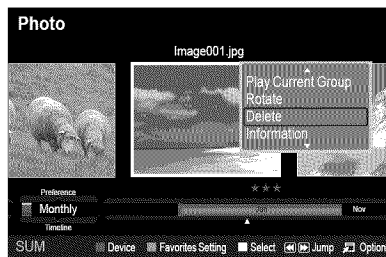 Photo
Image001.jpg
Play Current Group
Rotate
Delete
Information
Preference
Monthly
Timeline
Nov
SUM Device Favorites Setting Select Jump Option